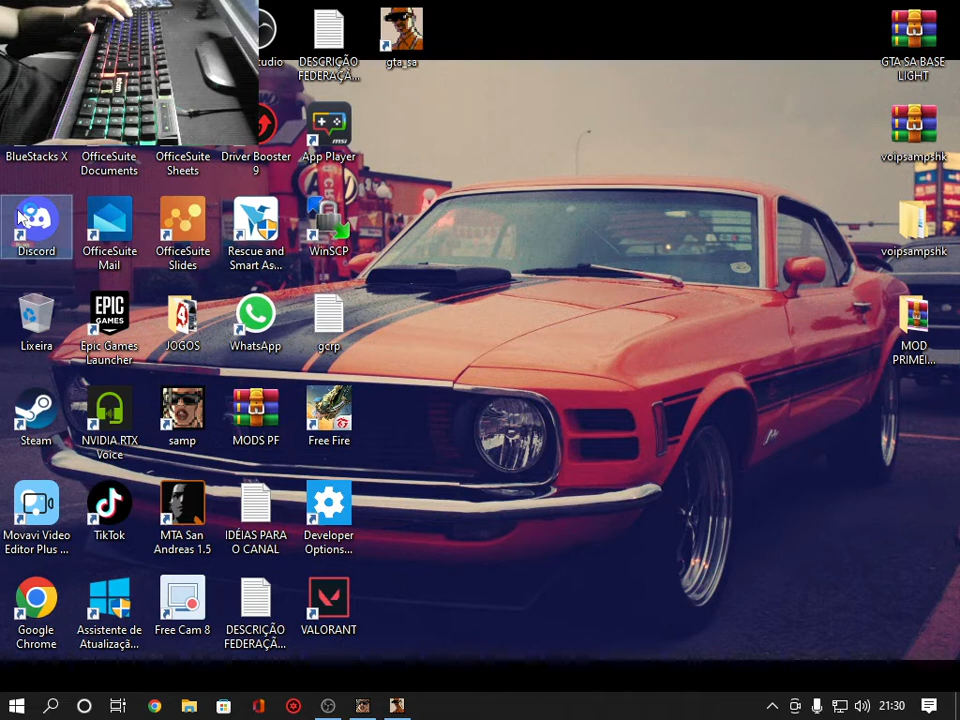 udio
DESCRIÇÃO
FEDERAÇÃ...
gta_sa
GTA SA BASE
LIGHT
BlueStacks X
OfficeSuite
Documents
OfficeSuite
Sheets
Driver Booster
9
msi
App Player
voipsampshk
Discord
OfficeSuite
Mail
OfficeSuite
Slides
Rescue and
Smart As...
WinSCP
voipsampshk
Lixeira
EPIC
GAMES
Epic Games
Launcher
JOGOS
WhatsApp
gcrp
MOD
PRIMEI...
Steam
NVIDIA RTX
Voice
samp
MODS PF
Free Fire
Movavi Video
Editor Plus ...
TikTok
MTA San
Andreas 1.5
IDÉIAS PARA
O CANAL
Developer
Options...
Google
Chrome
Assistente de
Atualizaçã...
Free Cam 8
DESCRIÇÃO
FEDERAÇÃ...
VALORANT
21:30